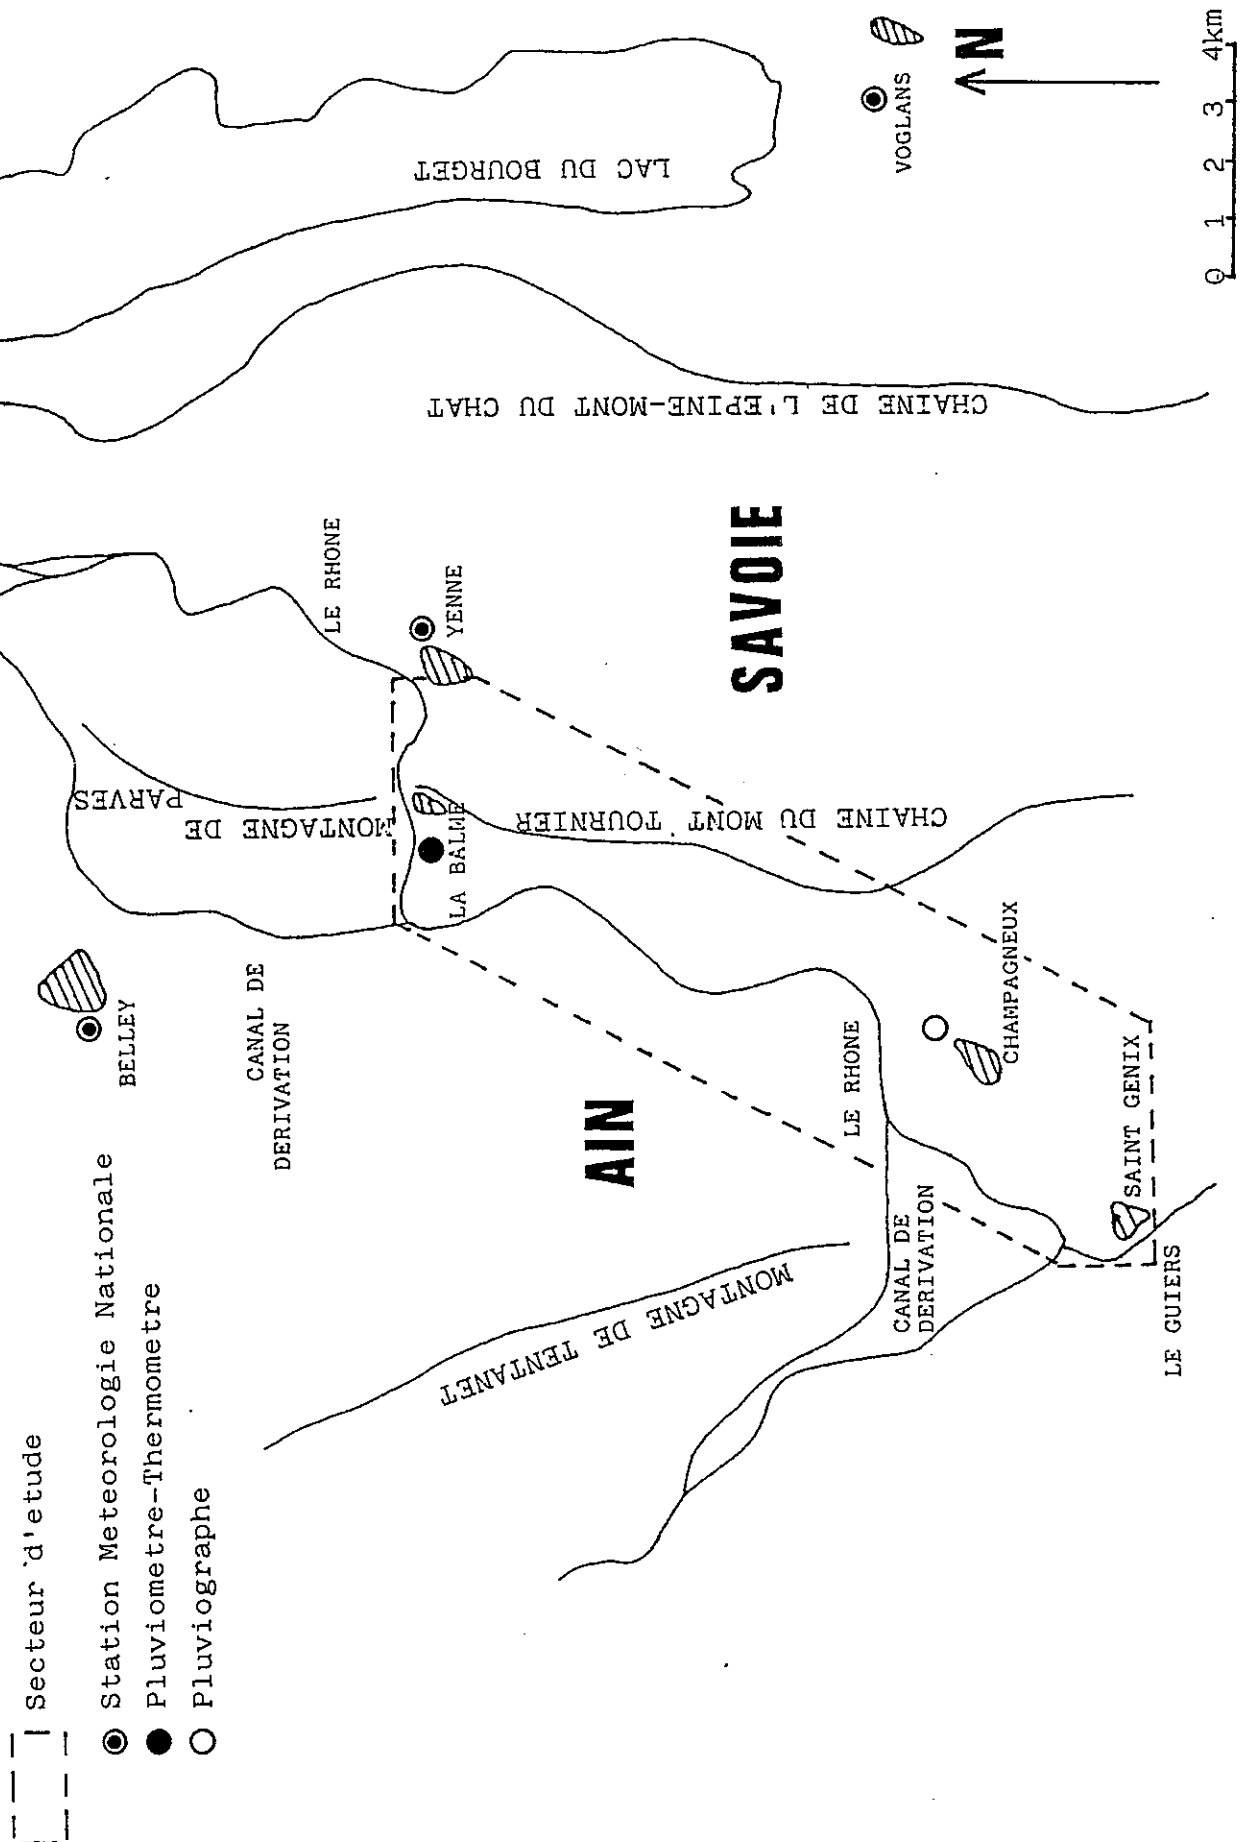 Secteur d'etude
Station Meteorologie Nationale
Pluviometre-Thermometre
Pluviographe
BELLEY
CANAL DE
DERIVATION
MONTAGNE DE
PARVES
LE RHONE
YENNE
LA BALME
LAC DU BOURGET
CHAINE DE L'EPINE-MONT DU CHAT
CHAINE DU MONT TOURNIER
MONTAGNE DE TENTANET
AIN
SAVOIE
VOGLANS
N
LE RHONE
CHAMPAGNEUX
CANAL DE
DERIVATION
SAINT GENIX
LE GUIERS
0 1 2 3 4km